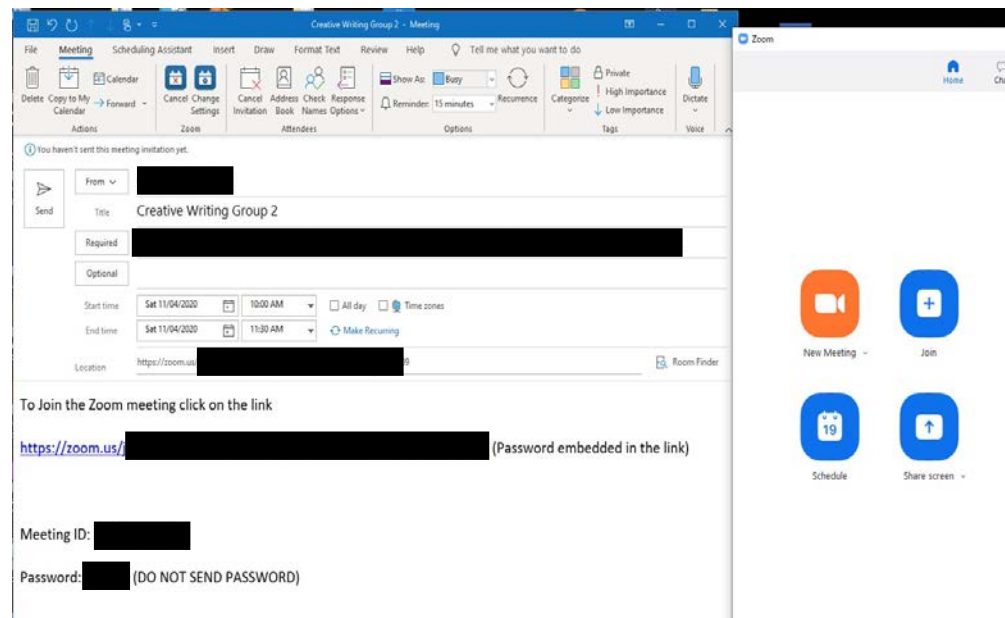 Creative Writing Group 2 - Meeting
File Meeting Scheduling Assistant Insert Draw Format Text Review Help Tell me what you want to do
Delete
Copy to My Calendar
Calendar
Forward
Actions
Cancel
Change Settings
Zoom
Cancel Invitation
Address Book
Check Names
Response Options
Attendees
Show As: Busy
Reminder: 15 minutes
Recurrence
Options
Categorize
Private
High Importance
Low Importance
Tags
Dictate
Voice
You haven't sent this meeting invitation yet.
Send
From
Title Creative Writing Group 2
Required
Optional
Start time Sat 11/04/2020 10:00 AM All day Time zones
End time Sat 11/04/2020 11:30 AM Make Recurring
Location https://zoom.us/ Room Finder
To Join the Zoom meeting click on the link
https://zoom.us/j (Password embedded in the link)
Meeting ID:
Password: (DO NOT SEND PASSWORD)
Zoom
Home
New Meeting
Join
19
Schedule
Share screen